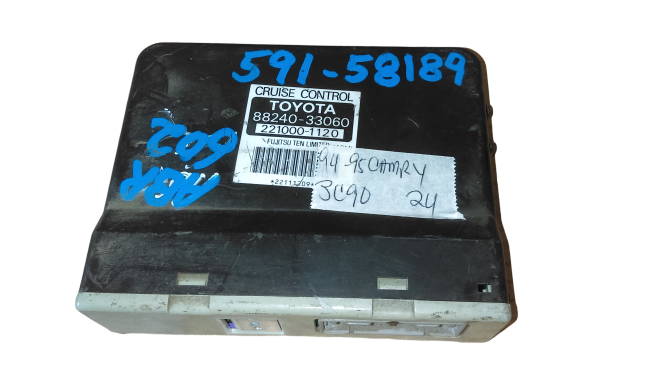 591-58189
CRUISE CONTROL
TOYOTA
88240-33060
221000-1120
FUJITSU TEN LIMITED
94-95 CAMRY
3C90 24
602
ABR